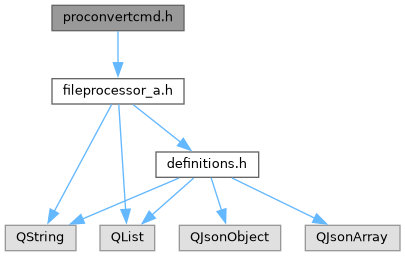 proconvertcmd.h
fileprocessor_a.h
definitions.h
QString
QList
QJsonObject
QJsonArray